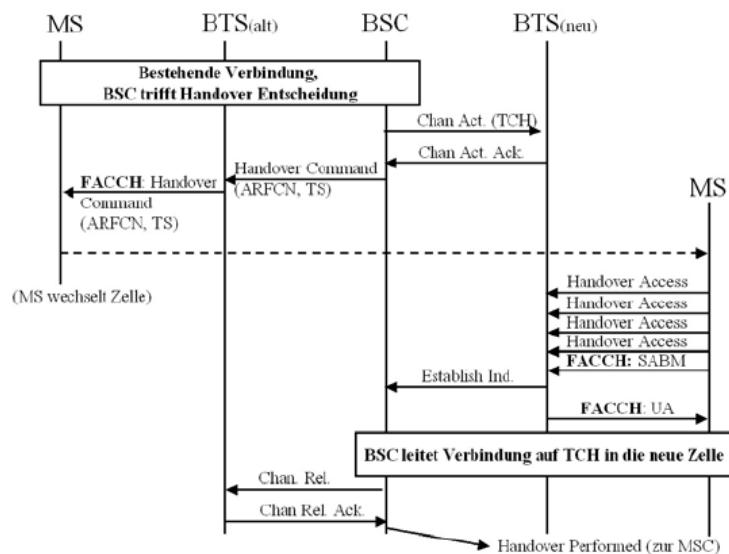 MS BTS(alt) BSC BTS(neu)
Bestehende Verbindung,
BSC trifft Handover Entscheidung
Chan Act. (TCH)
Chan Act. Ack.
Handover Command
(ARFCN, TS)
FACCH: Handover
Command
(ARFCN, TS)
MS
(MS wechselt Zelle)
Handover Access
Handover Access
Handover Access
Handover Access
FACCH: SABM
Establish Ind.
FACCH: UA
BSC leitet Verbindung auf TCH in die neue Zelle
Chan. Rel.
Chan Rel. Ack.
Handover Performed (zur MSC)